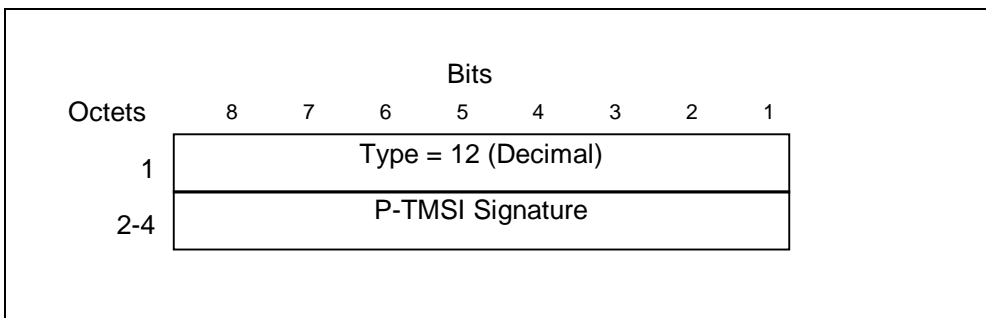 Bits
Octets 8 7 6 5 4 3 2 1
1 Type = 12 (Decimal)
2-4 P-TMSI Signature